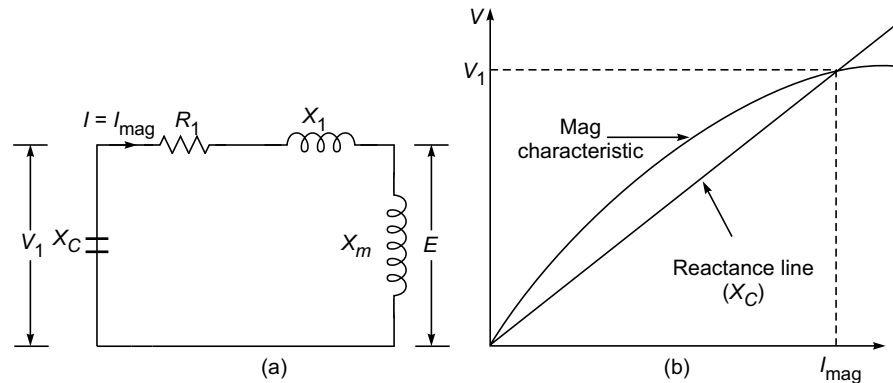 I = I_mag
R_1
X_1
V_1
X_C
X_m
E
(a)
V
V_1
Mag
characteristic
Reactance line
(X_C)
I_mag
(b)